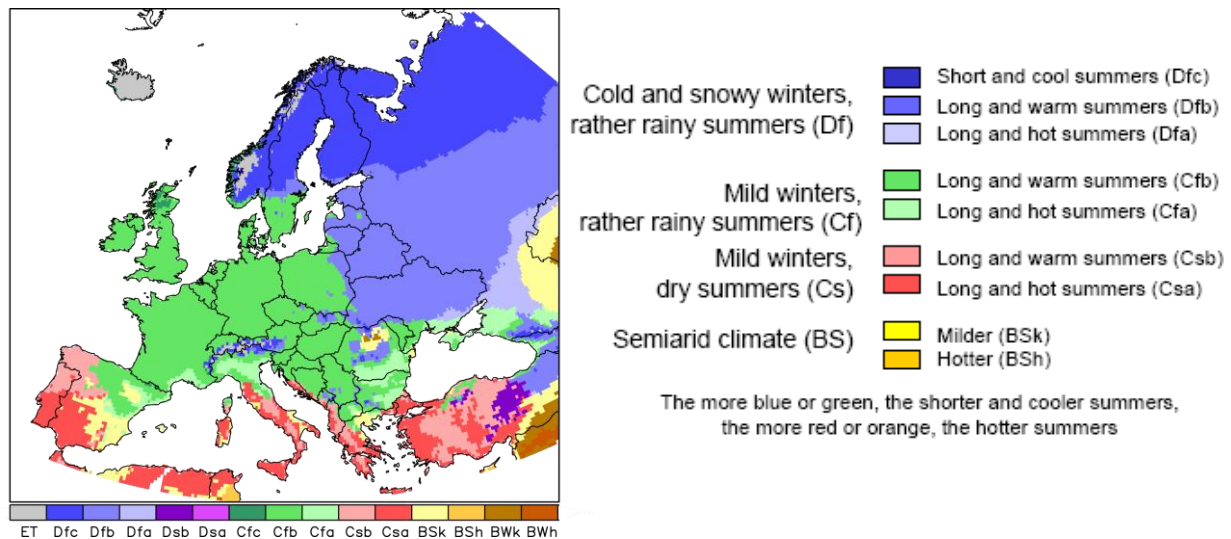 Cold and snowy winters,
rather rainy summers (Df)
Short and cool summers (Dfc)
Long and warm summers (Dfb)
Long and hot summers (Dfa)
Mild winters,
rather rainy summers (Cf)
Long and warm summers (Cfb)
Long and hot summers (Cfa)
Mild winters,
dry summers (Cs)
Long and warm summers (Csb)
Long and hot summers (Csa)
Semiarid climate (BS)
Milder (BSk)
Hotter (BSh)
The more blue or green, the shorter and cooler summers,
the more red or orange, the hotter summers
ET Dfc Dfb Dfa Dsb Dsa Cfc Cfb Cfa Csb Csa BSk BSh BWk BWh